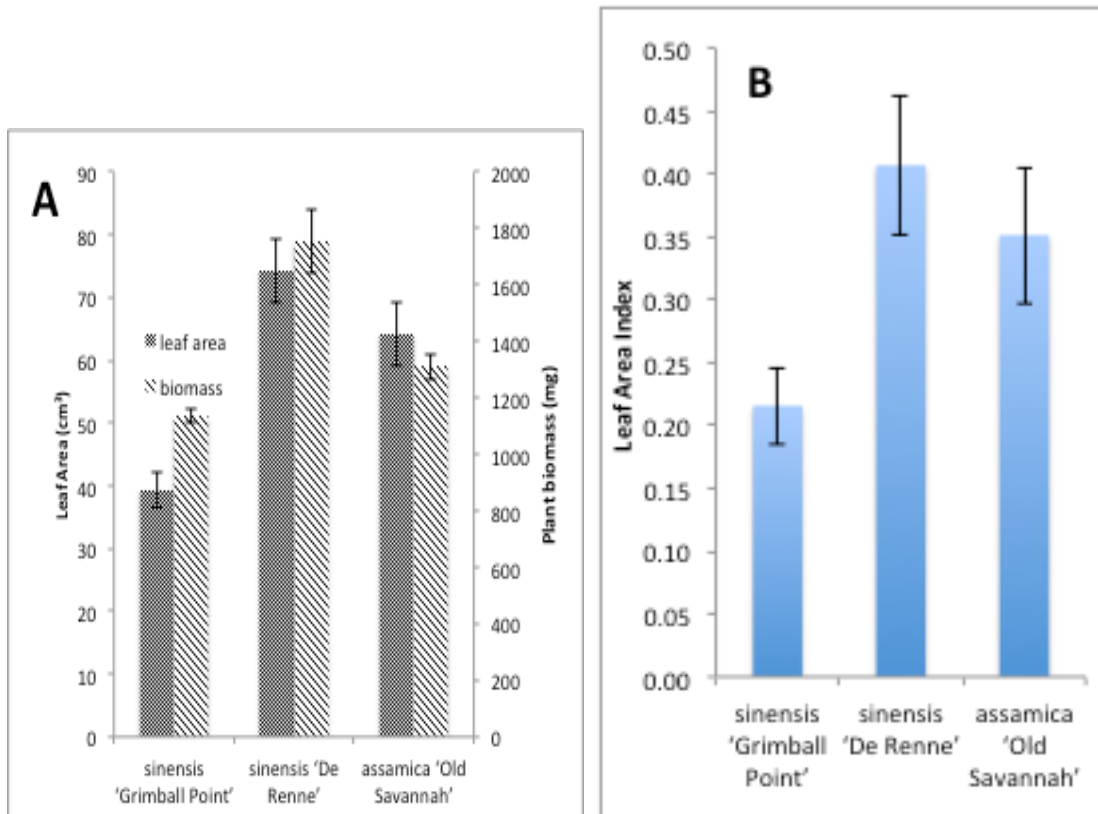 A
90
80
70
60
50
40
30
20
10
0
Leaf Area (cm²)
leaf area
biomass
2000
1800
1600
1400
1200
1000
800
600
400
200
0
Plant biomass (mg)
sinensis
‘Grimball Point’
sinensis ‘De
Renne’
assamica ‘Old
Savannah’
B
0.50
0.45
0.40
0.35
0.30
0.25
0.20
0.15
0.10
0.05
0.00
Leaf Area Index
sinensis
‘Grimball
Point’
sinensis
‘De Renne’
assamica
‘Old
Savannah’